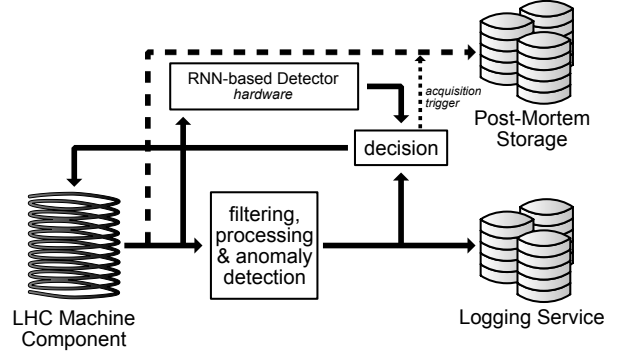 RNN-based Detector
hardware
acquisition
trigger
Post-Mortem
Storage
decision
filtering,
processing
& anomaly
detection
LHC Machine
Component
Logging Service